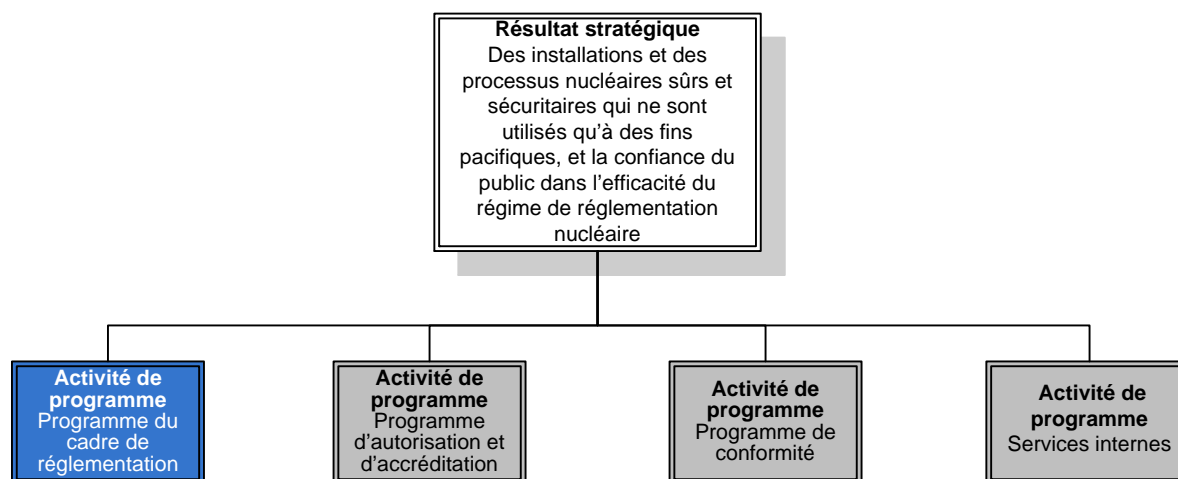 Résultat stratégique
Des installations et des
processus nucléaires sûrs et
sécuritaires qui ne sont
utilisés qu’à des fins
pacifiques, et la confiance du
public dans l’efficacité du
régime de réglementation
nucléaire
Activité de
programme
Programme du
cadre de
réglementation
Activité de
programme
Programme
d’autorisation et
d’accréditation
Activité de
programme
Programme de
conformité
Activité de
programme
Services internes